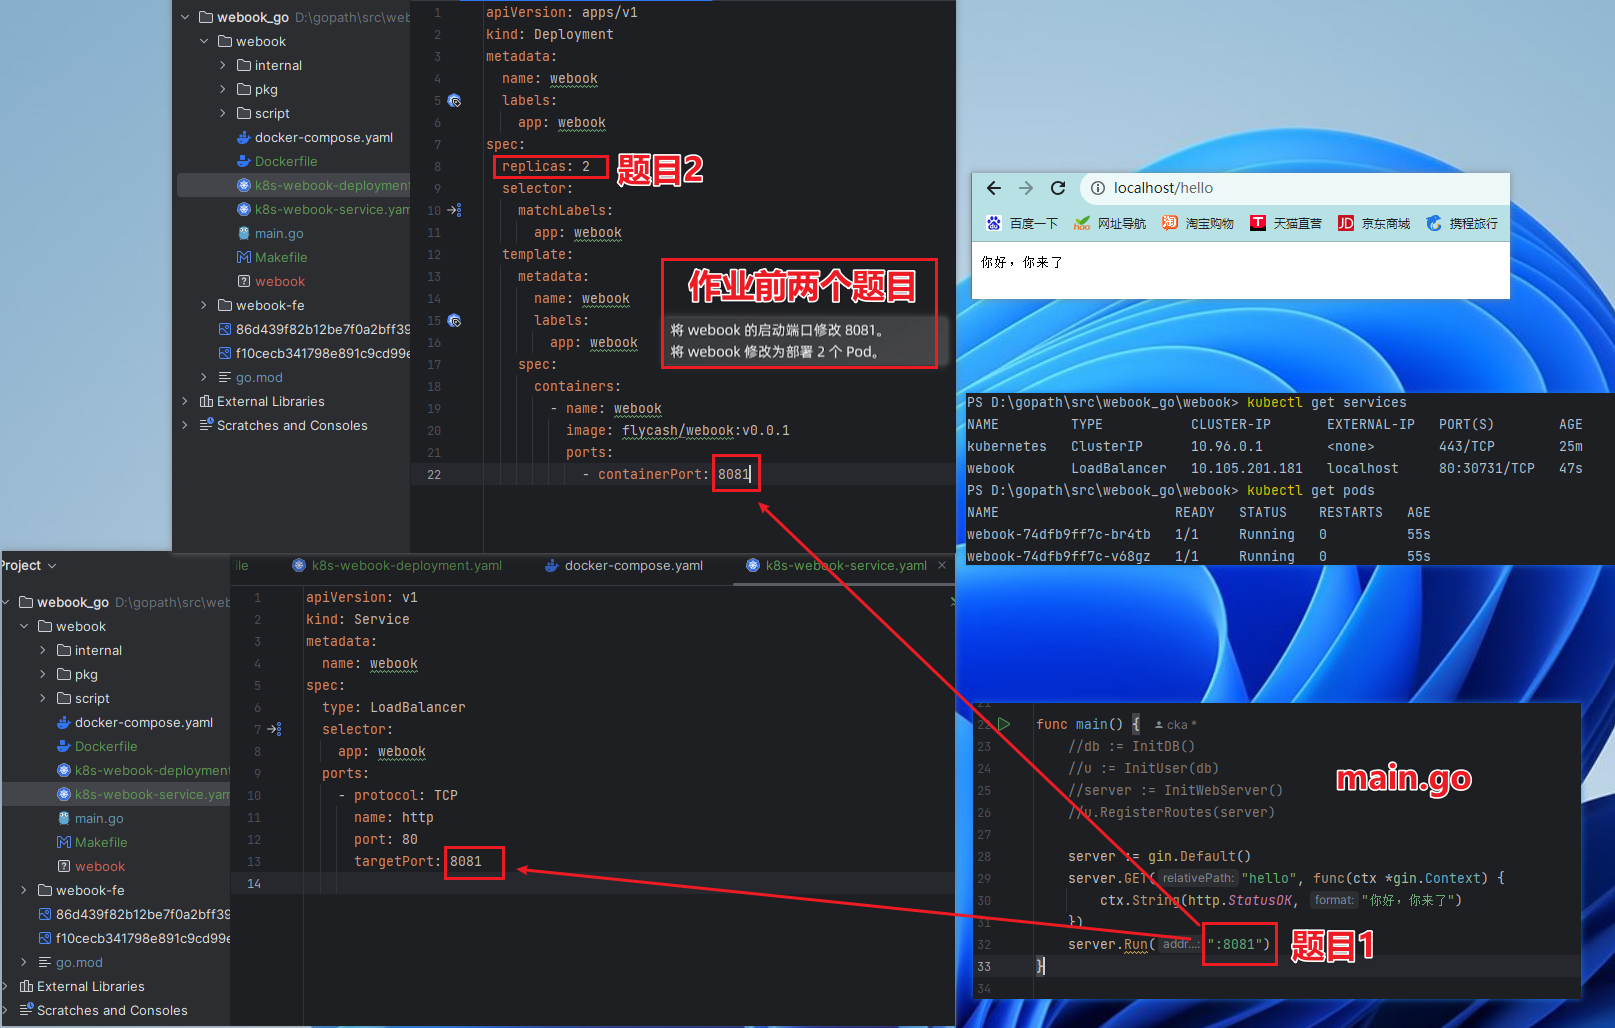 webook_go D:\gopath\src\web
webook
internal
pkg
script
docker-compose.yaml
Dockerfile
k8s-webook-deployment
k8s-webook-service.yam
main.go
Makefile
webook
webook-fe
86d439f82b12be7f0a2bff39
f10cecb341798e891c9cd99e
go.mod
External Libraries
Scratches and Consoles
1 apiVersion: apps/v1
2 kind: Deployment
3 metadata:
4 name: webook
5 labels:
6 app: webook
7 spec:
8 replicas: 2
题目2
9 selector:
10 matchLabels:
11 app: webook
12 template:
13 metadata:
14 name: webook
15 labels:
16 app: webook
17 spec:
18 containers:
19 - name: webook
20 image: flycash/webook:v0.0.1
21 ports:
22 - containerPort: 8081
作业前两个题目
将 webook 的启动端口修改 8081。
将 webook 修改为部署 2 个 Pod。
localhost/hello
百度一下 网址导航 淘宝购物 天猫直营 京东商城 携程旅行
你好，你来了
PS D:\gopath\src\webook_go\webook> kubectl get services
NAME TYPE CLUSTER-IP EXTERNAL-IP PORT(S) AGE
kubernetes ClusterIP 10.96.0.1 <none> 443/TCP 25m
webook LoadBalancer 10.105.201.181 localhost 80:30731/TCP 47s
PS D:\gopath\src\webook_go\webook> kubectl get pods
NAME READY STATUS RESTARTS AGE
webook-74dfb9ff7c-br4tb 1/1 Running 0 55s
webook-74dfb9ff7c-v68gz 1/1 Running 0 55s
Project
webook_go D:\gopath\src\web
webook
internal
pkg
script
docker-compose.yaml
Dockerfile
k8s-webook-deployment
k8s-webook-service.yam
main.go
Makefile
webook
webook-fe
86d439f82b12be7f0a2bff39
f10cecb341798e891c9cd99e
go.mod
External Libraries
Scratches and Consoles
ile k8s-webook-deployment.yaml docker-compose.yaml k8s-webook-service.yaml
1 apiVersion: v1
2 kind: Service
3 metadata:
4 name: webook
5 spec:
6 type: LoadBalancer
7 selector:
8 app: webook
9 ports:
10 - protocol: TCP
11 name: http
12 port: 80
13 targetPort: 8081
14
21
22 func main() { cka *
23 //db := InitDB()
24 //u := InitUser(db)
25 //server := InitWebServer()
26 //u.RegisterRoutes(server)
27
28 server := gin.Default()
29 server.GET( relativePath: "hello", func(ctx *gin.Context) {
30 ctx.String(http.StatusOK, format: "你好，你来了")
31 })
32 server.Run( addr...: ":8081")
33 }
34
main.go
题目1